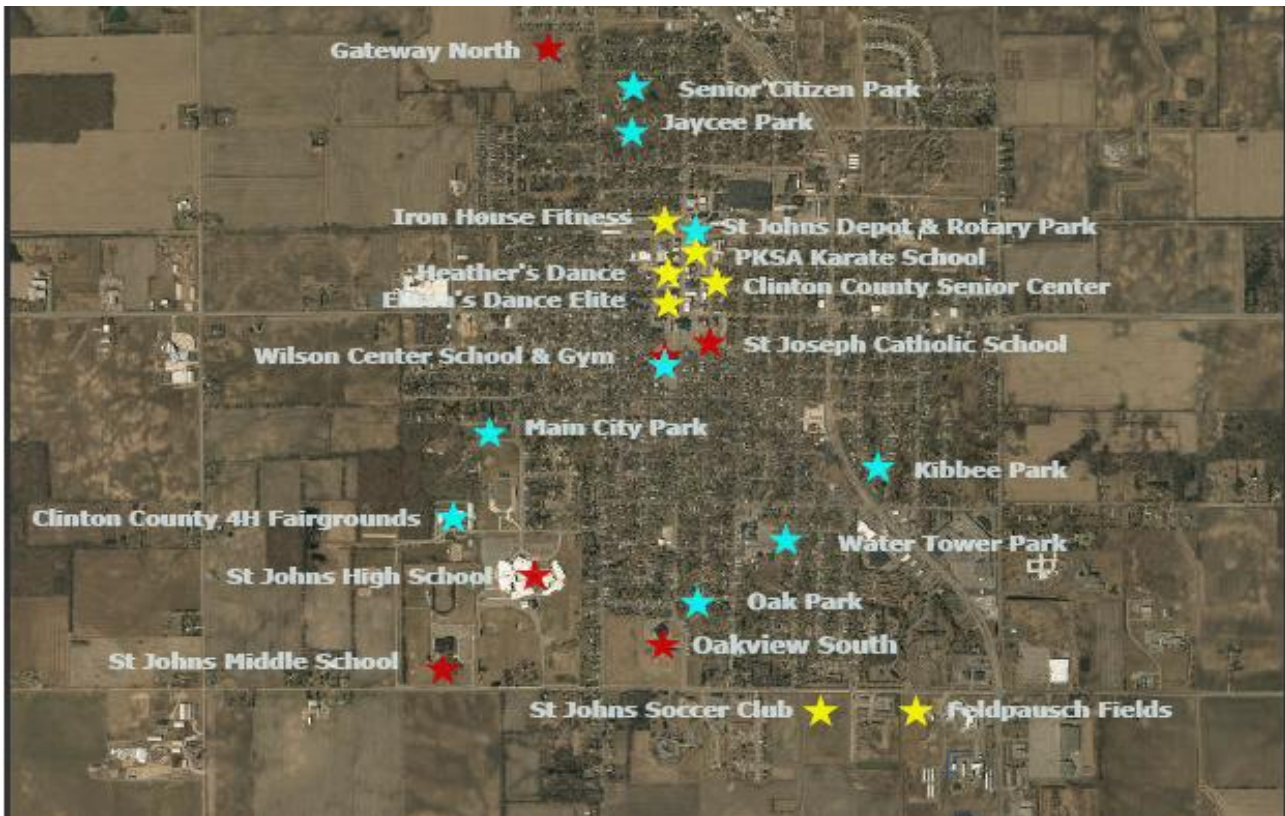 Gateway North
Senior Citizen Park
Jaycee Park
Iron House Fitness
St Johns Depot & Rotary Park
PKSA Karate School
Heather's Dance
Clinton County Senior Center
Dance Elite
St Joseph Catholic School
Wilson Center School & Gym
Main City Park
Kibbee Park
Clinton County 4H Fairgrounds
Water Tower Park
St Johns High School
Oak Park
Oakview South
St Johns Middle School
St Johns Soccer Club
Feldpausch Fields